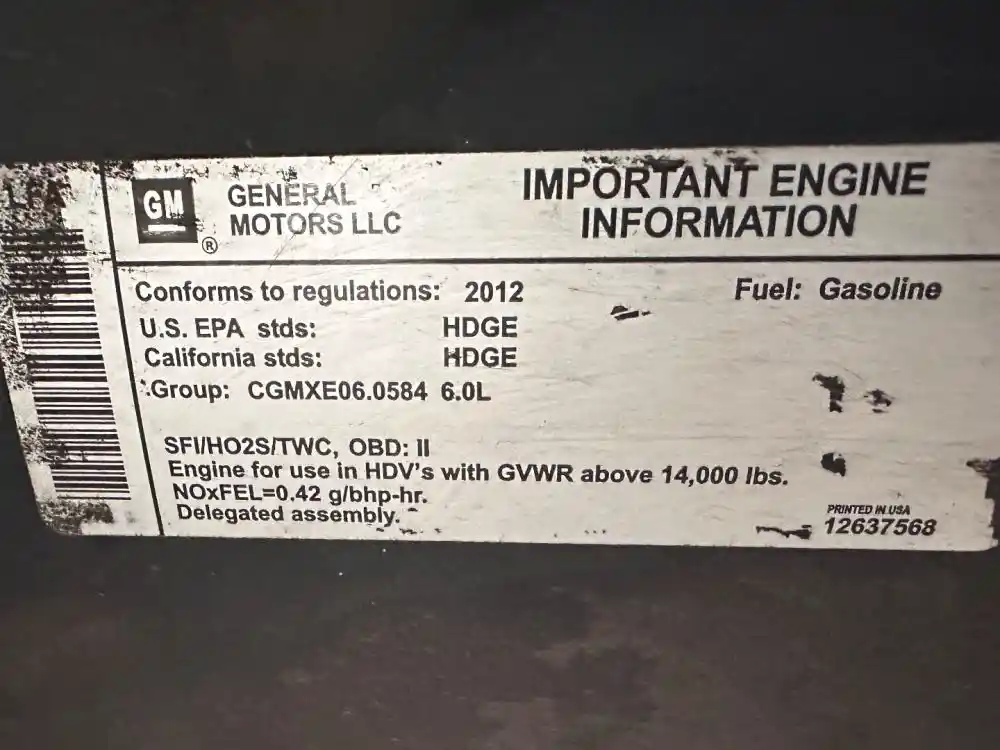 GM
®
GENERAL
MOTORS LLC
IMPORTANT ENGINE
INFORMATION
Conforms to regulations: 2012
Fuel: Gasoline
U.S. EPA stds: HDGE
California stds: HDGE
Group: CGMXE06.0584 6.0L
SFI/HO2S/TWC, OBD: II
Engine for use in HDV's with GVWR above 14,000 lbs.
NOxFEL=0.42 g/bhp-hr.
Delegated assembly.
PRINTED IN USA
12637568